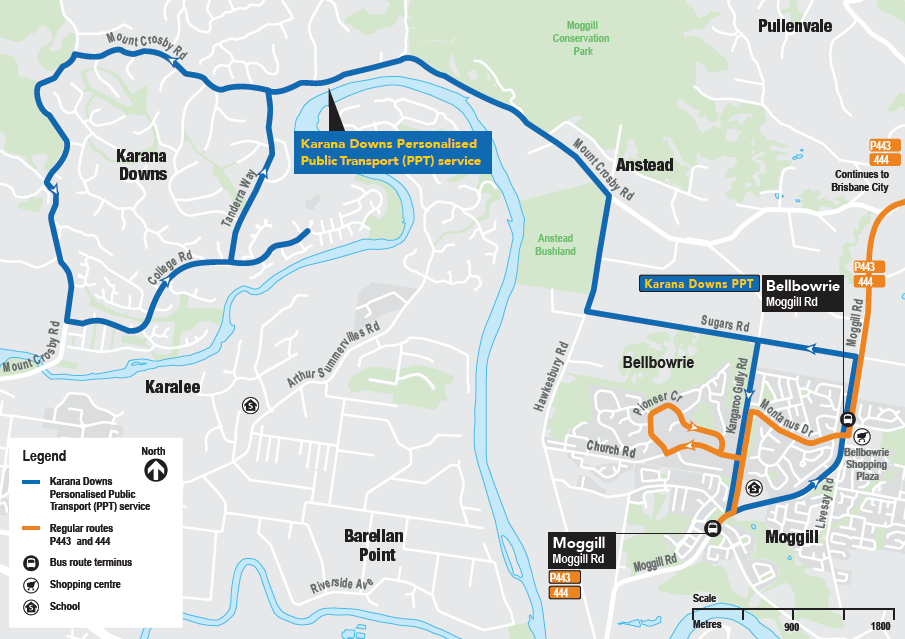 Pullenvale
Moggill
Conservation
Park
Mount Crosby Rd
Karana Downs Personalised
Public Transport (PPT) service
Karana
Downs
Mount Crosby Rd
Anstead
P443
444
Continues to
Brisbane City
Tanderra Way
Anstead
Bushland
College Rd
P443
444
Karana Downs PPT
Bellbowrie
Moggill Rd
Moggill Rd
Sugars Rd
Mount Crosby Rd
Arthur Summervilles Rd
Karalee
Hawkesbury Rd
Bellbowrie
Kangaroo Gully Rd
Pioneer Cr
Montanus Dr
Church Rd
Bellbowrie
Shopping
Plaza
S
S
Livesay Rd
Moggill
Barellan
Point
Riverside Ave
Moggill
Moggill Rd
P443
444
Moggill Rd
Legend
North
Karana Downs
Personalised Public
Transport (PPT) service
Regular routes
P443 and 444
Bus route terminus
Shopping centre
S
School
Scale
Metres
900
1800